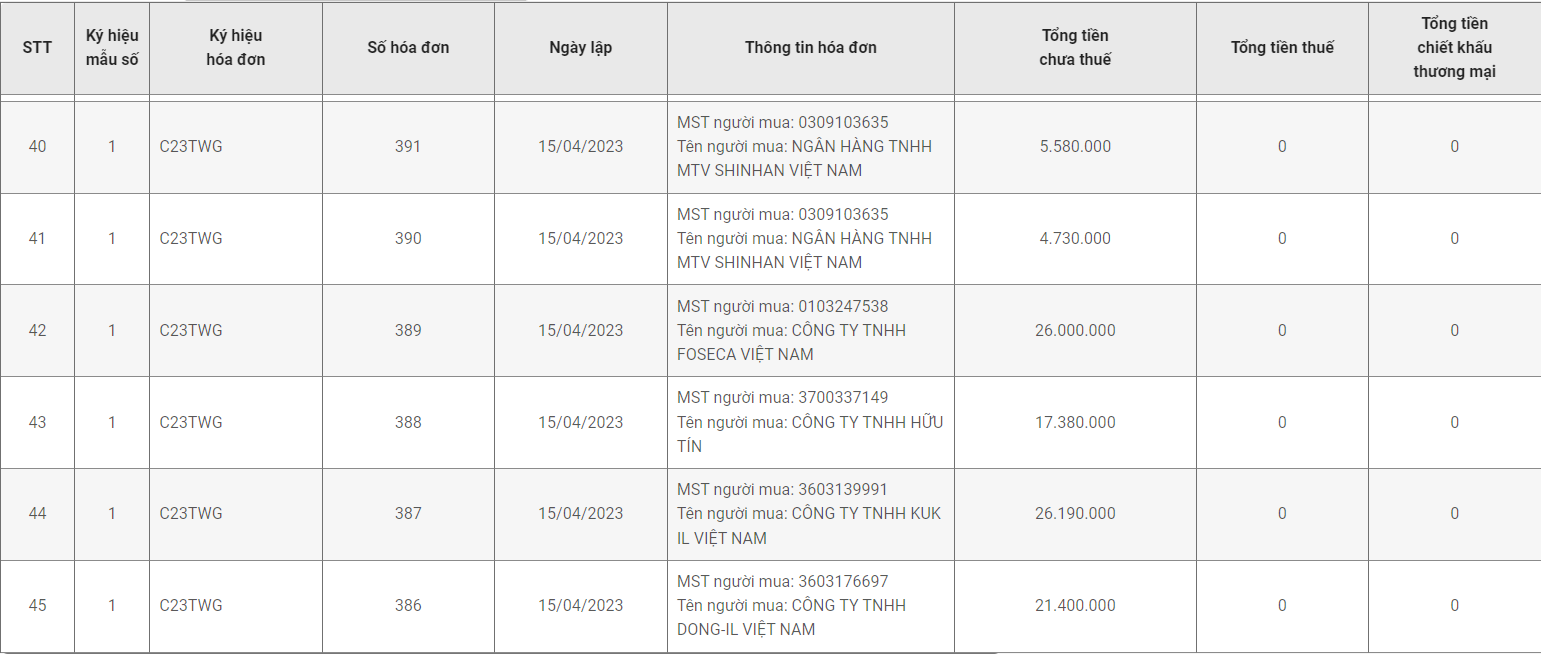 STT
Ký hiệu
mẫu số
Ký hiệu
hóa đơn
Số hóa đơn
Ngày lập
Thông tin hóa đơn
Tổng tiền
chưa thuế
Tổng tiền thuế
Tổng tiền
chiết khấu
thương mại
40
1
C23TWG
391
15/04/2023
MST người mua: 0309103635
Tên người mua: NGÂN HÀNG TNHH
MTV SHINHAN VIỆT NAM
5.580.000
0
0
41
1
C23TWG
390
15/04/2023
MST người mua: 0309103635
Tên người mua: NGÂN HÀNG TNHH
MTV SHINHAN VIỆT NAM
4.730.000
0
0
42
1
C23TWG
389
15/04/2023
MST người mua: 0103247538
Tên người mua: CÔNG TY TNHH
FOSECA VIỆT NAM
26.000.000
0
0
43
1
C23TWG
388
15/04/2023
MST người mua: 3700337149
Tên người mua: CÔNG TY TNHH HỮU
TÍN
17.380.000
0
0
44
1
C23TWG
387
15/04/2023
MST người mua: 3603139991
Tên người mua: CÔNG TY TNHH KUK
IL VIỆT NAM
26.190.000
0
0
45
1
C23TWG
386
15/04/2023
MST người mua: 3603176697
Tên người mua: CÔNG TY TNHH
DONG-IL VIỆT NAM
21.400.000
0
0